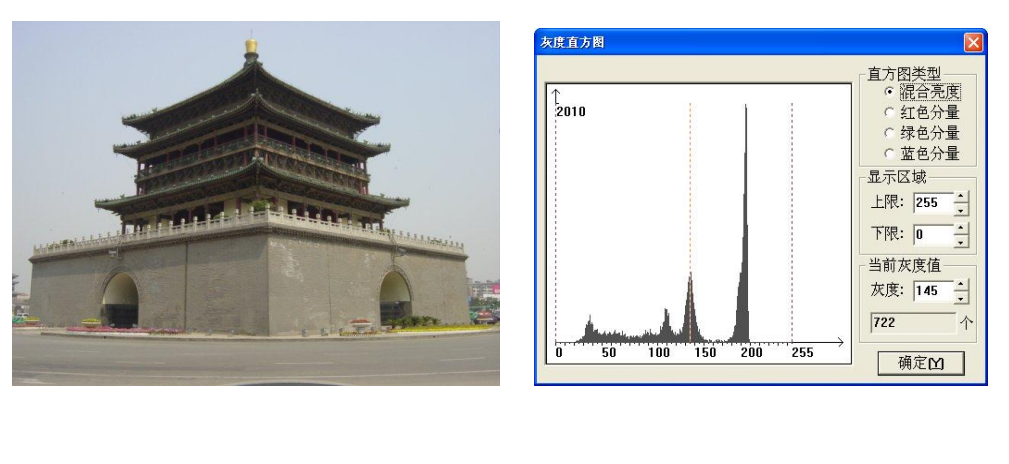 灰度直方图
2010
0 50 100 150 200 255
直方图类型
混合亮度
红色分量
绿色分量
蓝色分量
显示区域
上限: 255
下限: 0
当前灰度值
灰度: 145
722 个
确定[Y]